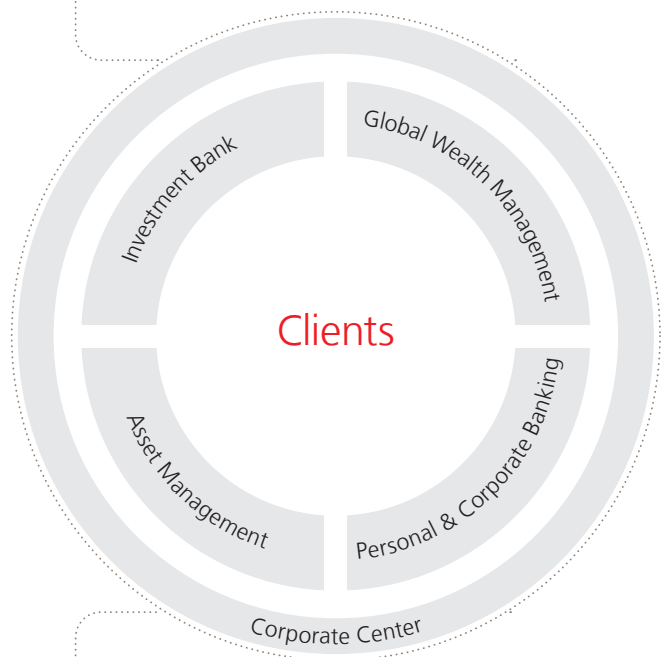 Investment Bank
Global Wealth Management
Clients
Asset Management
Personal & Corporate Banking
Corporate Center